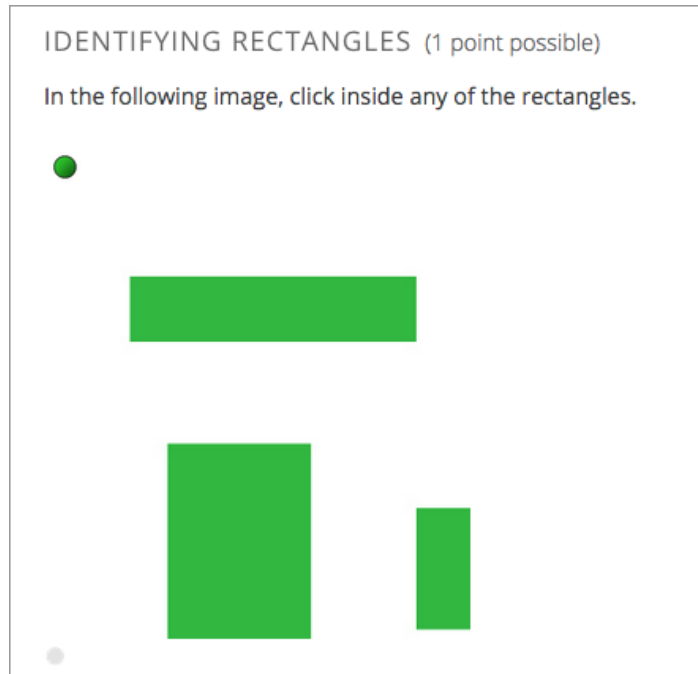 IDENTIFYING RECTANGLES (1 point possible)
In the following image, click inside any of the rectangles.